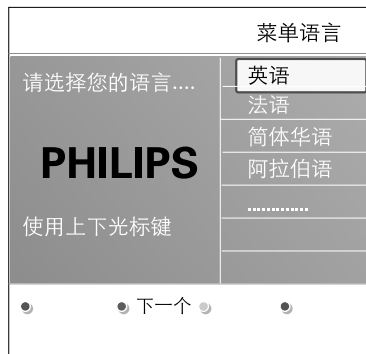 菜单语言
请选择您的语言....
英语
法语
简体华语
阿拉伯语
.............
PHILIPS
使用上下光标键
下一个